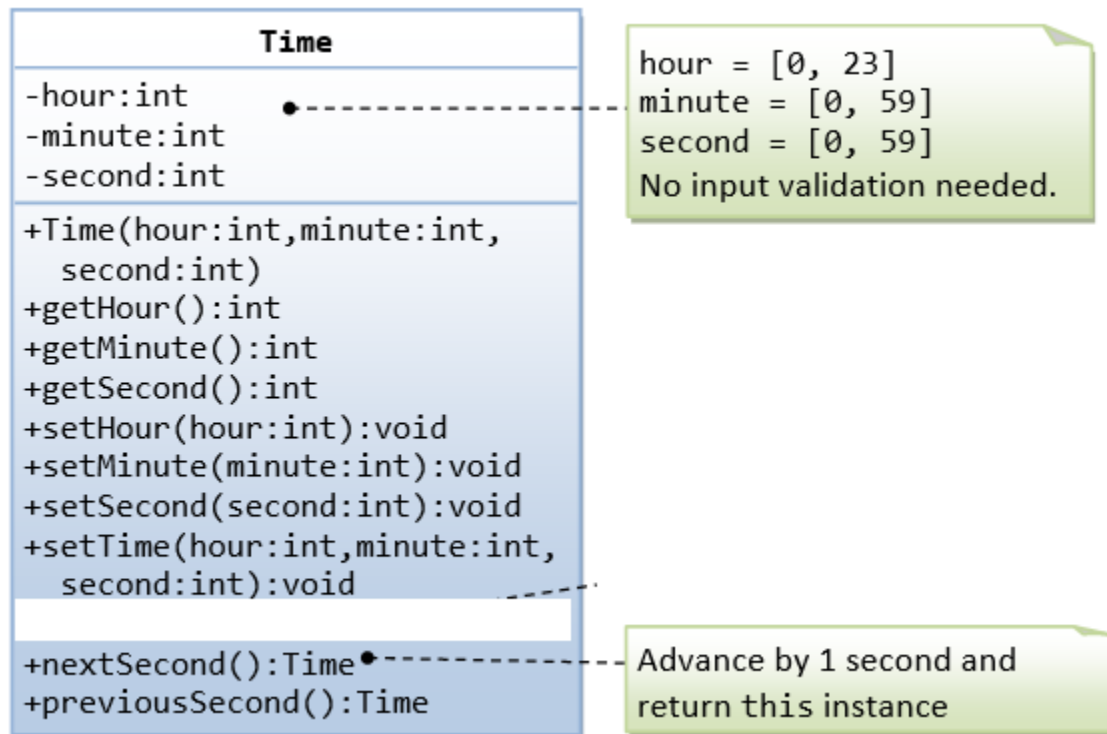 Time
-hour:int
-minute:int
-second:int
+Time(hour:int,minute:int,
second:int)
+getHour():int
+getMinute():int
+getSecond():int
+setHour(hour:int):void
+setMinute(minute:int):void
+setSecond(second:int):void
+setTime(hour:int,minute:int,
second:int):void
+nextSecond():Time
+previousSecond():Time
hour = [0, 23]
minute = [0, 59]
second = [0, 59]
No input validation needed.
Advance by 1 second and
return this instance